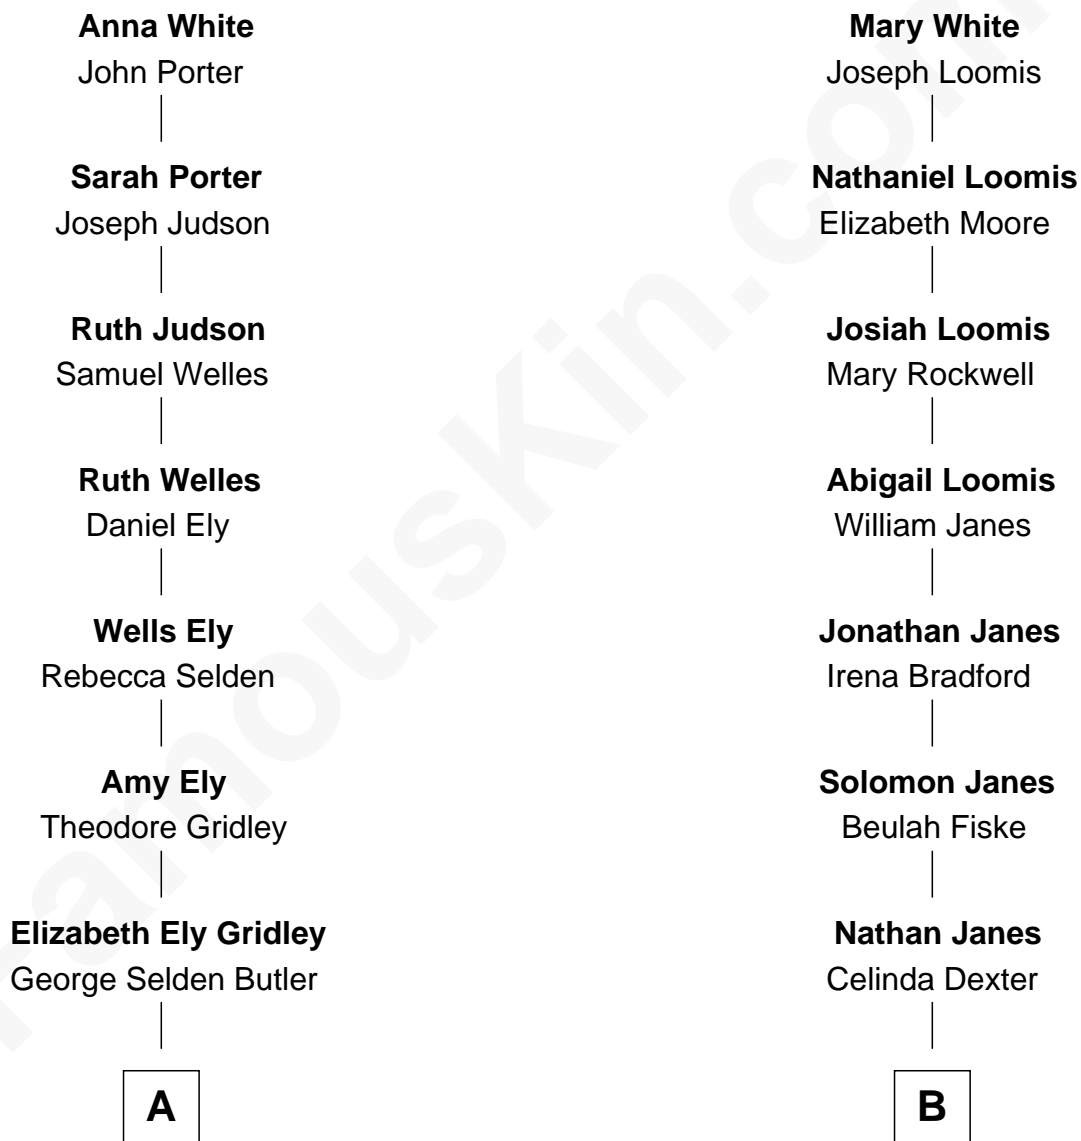 Anna White
John Porter
Sarah Porter
Joseph Judson
Ruth Judson
Samuel Welles
Ruth Welles
Daniel Ely
Wells Ely
Rebecca Selden
Amy Ely
Theodore Gridley
Elizabeth Ely Gridley
George Selden Butler
A
Mary White
Joseph Loomis
Nathaniel Loomis
Elizabeth Moore
Josiah Loomis
Mary Rockwell
Abigail Loomis
William Janes
Jonathan Janes
Irena Bradford
Solomon Janes
Beulah Fiske
Nathan Janes
Celinda Dexter
B
FamousKin.com